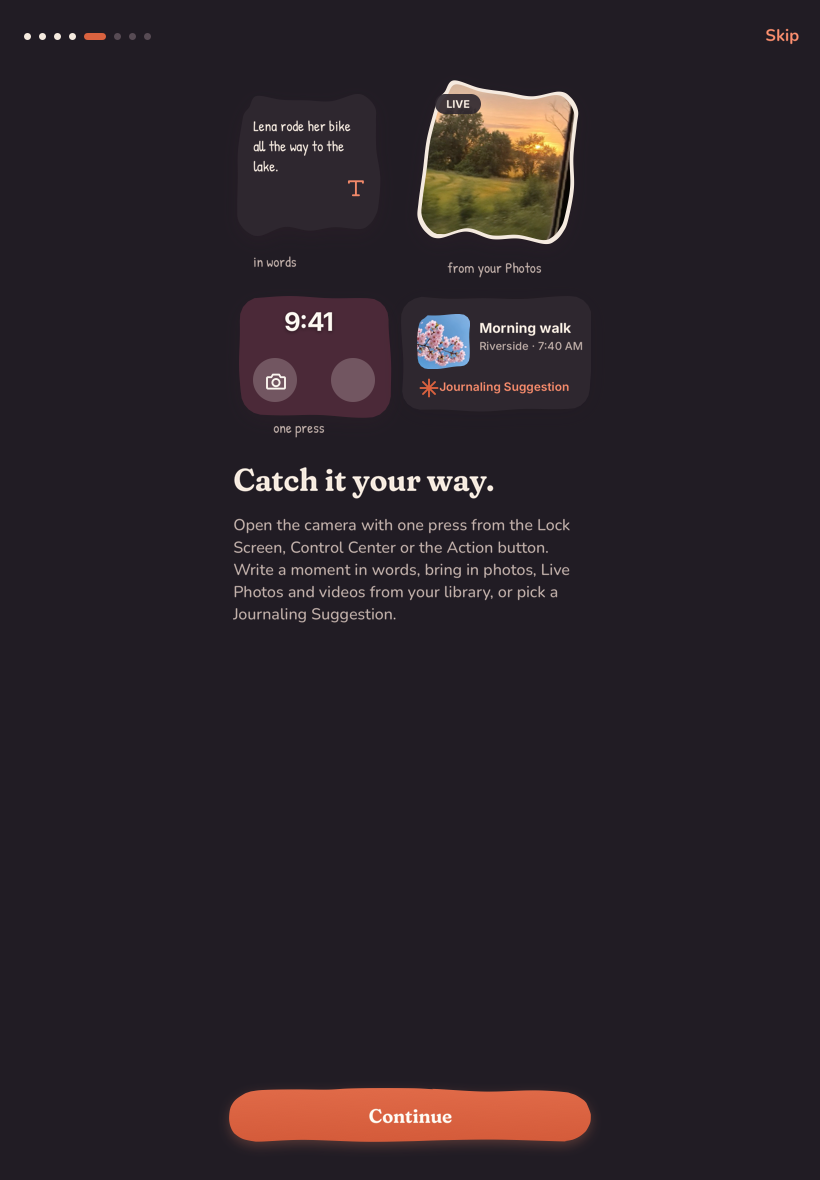 Skip
Lena rode her bike
all the way to the
lake.
T
in words
LIVE
from your Photos
9:41
one press
Morning walk
Riverside · 7:40 AM
Journaling Suggestion
Catch it your way.
Open the camera with one press from the Lock
Screen, Control Center or the Action button.
Write a moment in words, bring in photos, Live
Photos and videos from your library, or pick a
Journaling Suggestion.
Continue